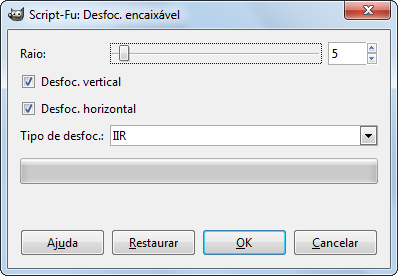 Script-Fu: Desfoc. encaixável
Raio: 5
Desfoc. vertical
Desfoc. horizontal
Tipo de desfoc.: IIR
Ajuda Restaurar OK Cancelar